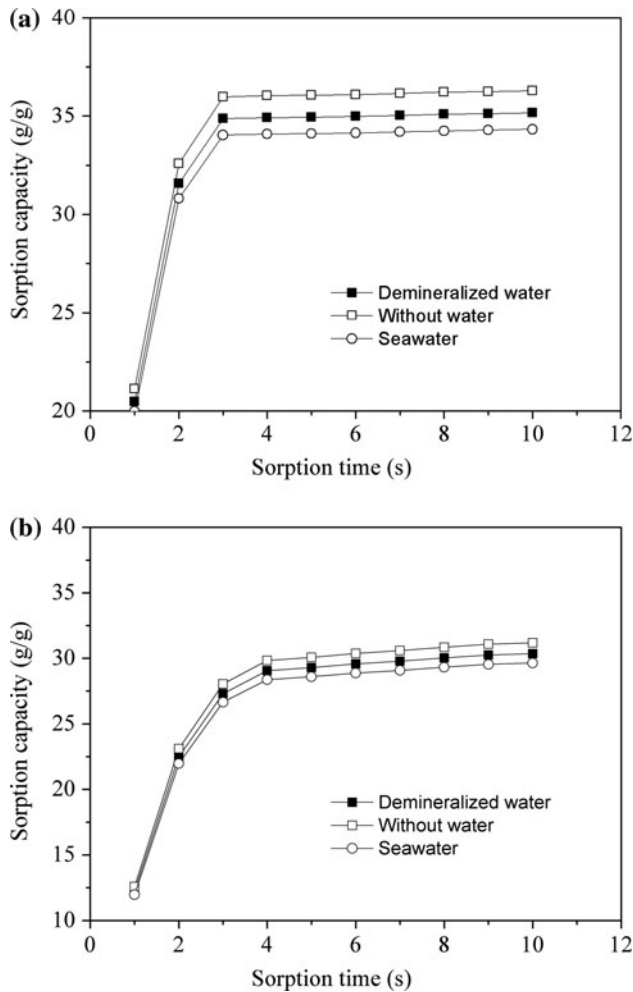 (a)
40
35
30
25
20
Sorption capacity (g/g)
Demineralized water
Without water
Seawater
0 2 4 6 8 10 12
Sorption time (s)
(b)
40
35
30
25
20
15
10
Sorption capacity (g/g)
Demineralized water
Without water
Seawater
0 2 4 6 8 10 12
Sorption time (s)